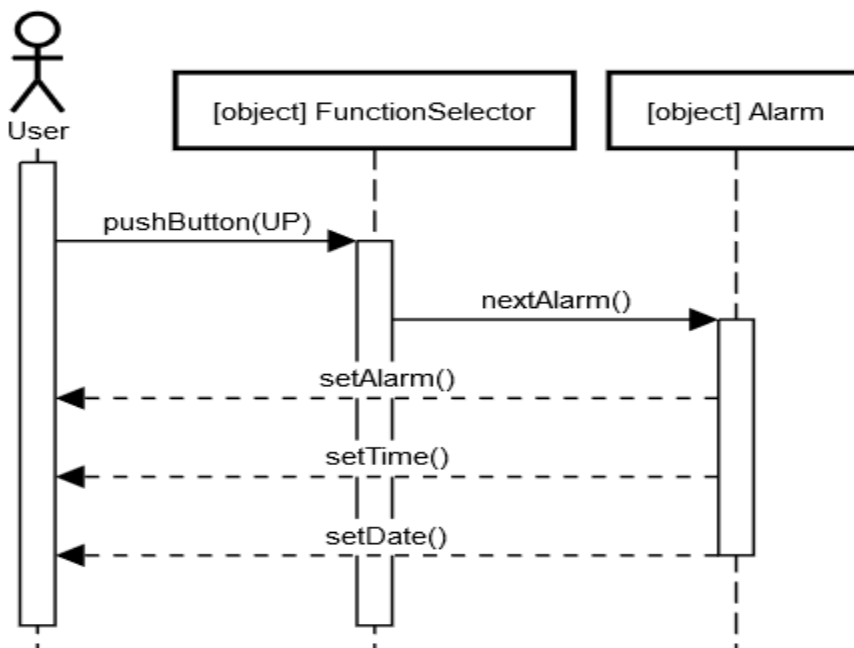 User
[object] FunctionSelector
[object] Alarm
pushButton(UP)
nextAlarm()
setAlarm()
setTime()
setDate()